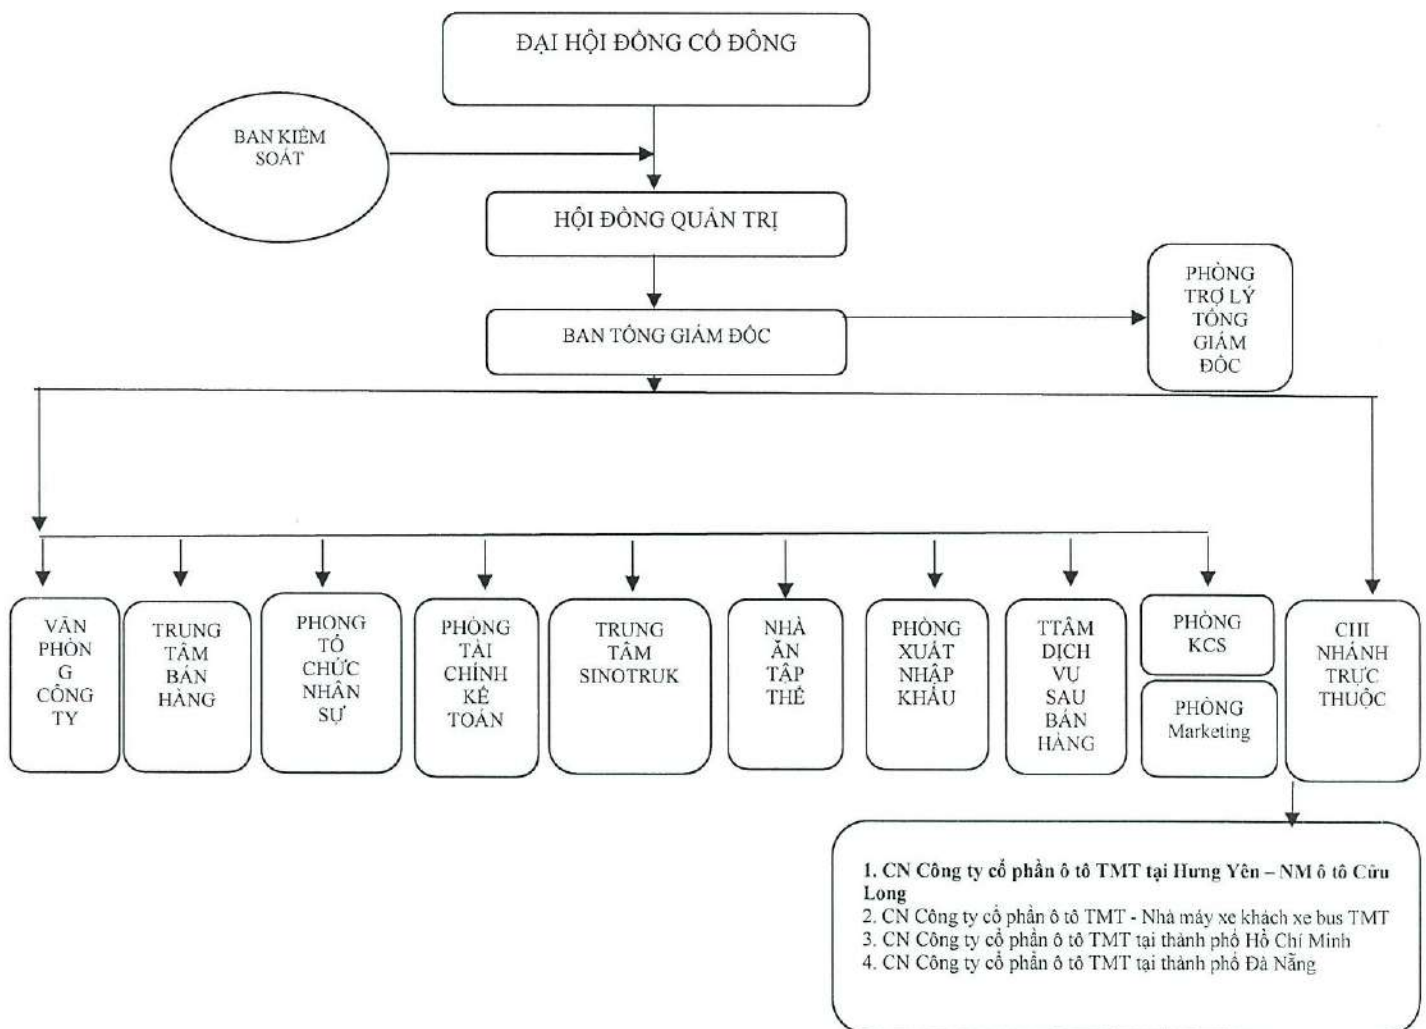 ĐẠI HỘI ĐỒNG CỔ ĐÔNG
BAN KIỂM
SOÁT
HỘI ĐỒNG QUẢN TRỊ
PHÒNG
TRỢ LÝ
TỔNG
GIÁM
ĐỐC
BAN TỔNG GIÁM ĐỐC
VĂN
PHÒN
G
CÔNG
TY
TRUNG
TÂM
BÁN
HÀNG
PHONG
TỔ
CHỨC
NHÂN
SỰ
PHÒNG
TÀI
CHÍNH
KẾ
TOÁN
TRUNG
TÂM
SINOTRUK
NHÀ
ĂN
TẬP
THỂ
PHÒNG
XUẤT
NHẬP
KHẨU
TTÂM
DỊCH
VỤ
SAU
BÁN
HÀNG
PHÒNG
KCS
PHÒNG
Marketing
CHI
NHÁNH
TRỰC
THUỘC
1. CN Công ty cổ phần ô tô TMT tại Hưng Yên – NM ô tô Cửu
Long
2. CN Công ty cổ phần ô tô TMT - Nhà máy xe khách xe bus TMT
3. CN Công ty cổ phần ô tô TMT tại thành phố Hồ Chí Minh
4. CN Công ty cổ phần ô tô TMT tại thành phố Đà Nẵng